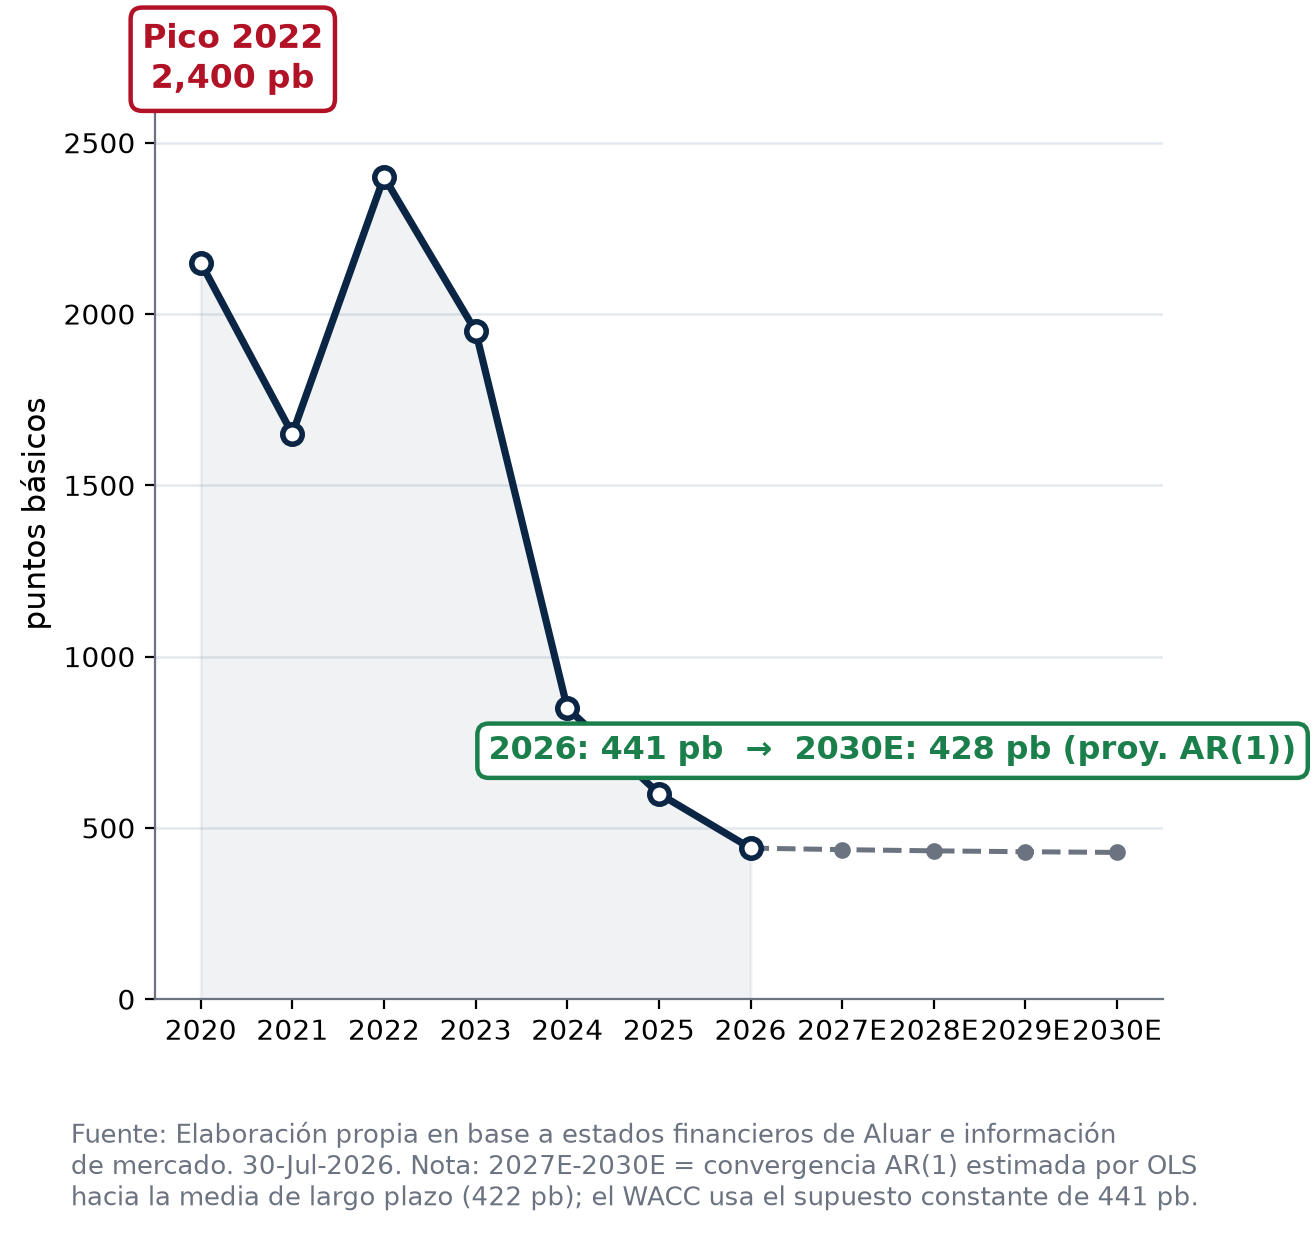 Pico 2022
2,400 pb
2500
2000
1500
1000
500
0
puntos básicos
2026: 441 pb → 2030E: 428 pb (proy. AR(1))
2020 2021 2022 2023 2024 2025 2026 2027E 2028E 2029E 2030E
Fuente: Elaboración propia en base a estados financieros de Aluar e información
de mercado. 30-Jul-2026. Nota: 2027E-2030E = convergencia AR(1) estimada por OLS
hacia la media de largo plazo (422 pb); el WACC usa el supuesto constante de 441 pb.